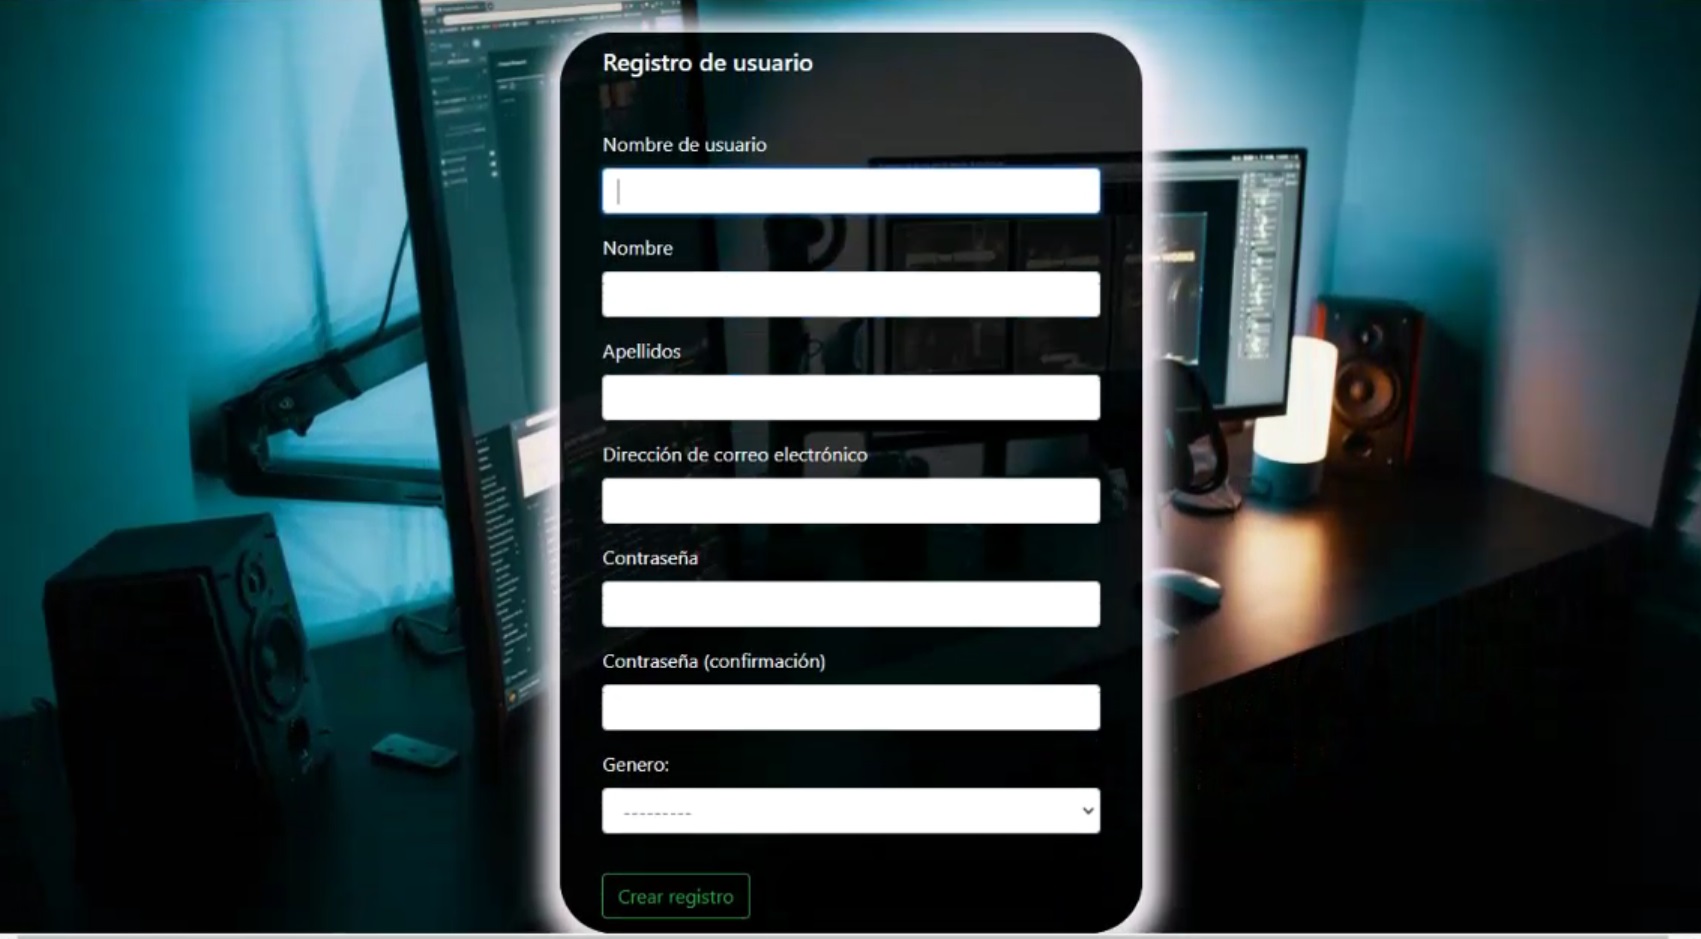 Registro de usuario
Nombre de usuario
Nombre
Apellidos
Dirección de correo electrónico
Contraseña
Contraseña (confirmación)
Genero:
---------
Crear registro